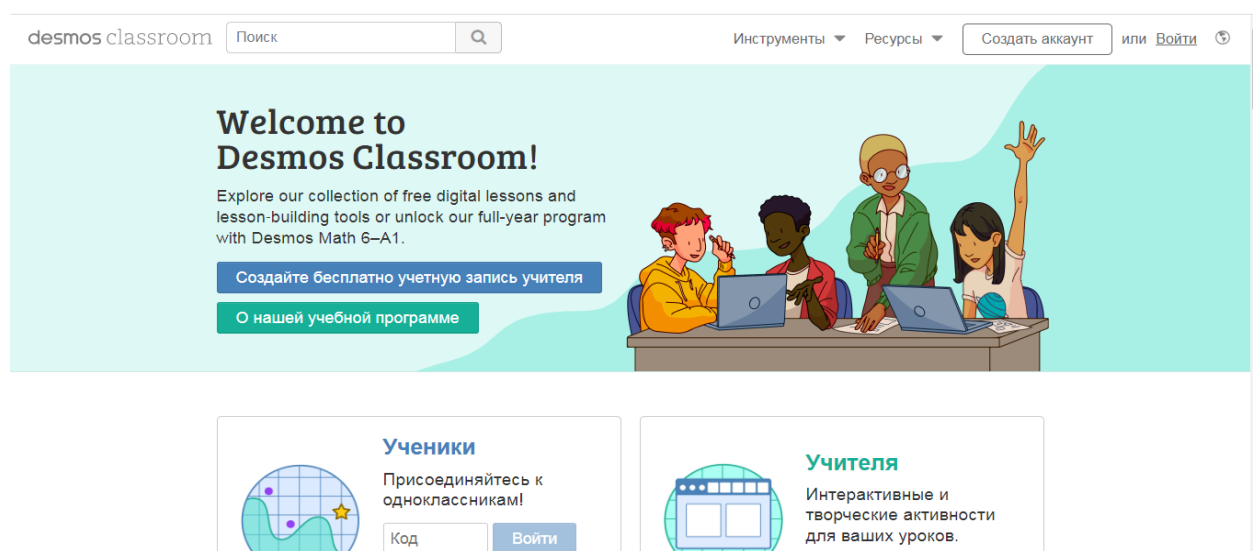 desmos classroom Поиск Инструменты Ресурсы Создать аккаунт или Войти
Welcome to
Desmos Classroom!
Explore our collection of free digital lessons and
lesson-building tools or unlock our full-year program
with Desmos Math 6–A1.
Создайте бесплатно учетную запись учителя
О нашей учебной программе
Ученики
Присоединяйтесь к
одноклассникам!
Код Войти
Учителя
Интерактивные и
творческие активности
для ваших уроков.